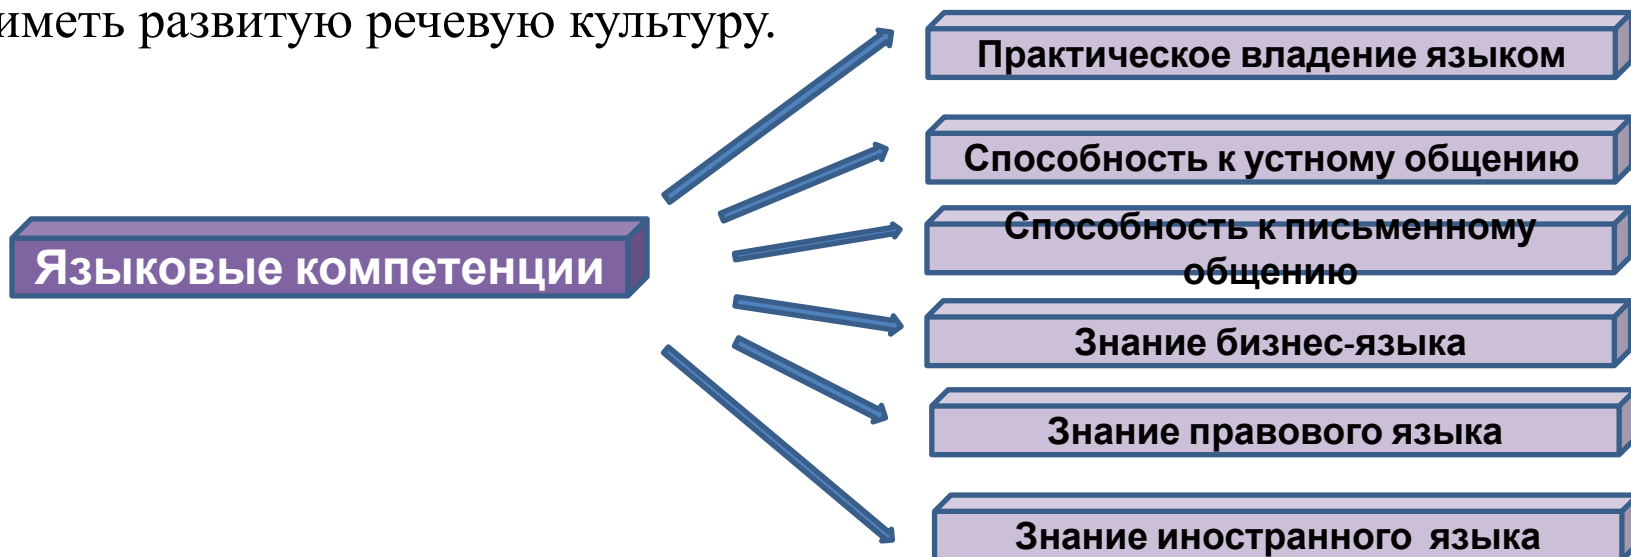 иметь развитую речевую культуру.
Практическое владение языком
Способность к устному общению
Способность к письменному
общению
Языковые компетенции
Знание бизнес-языка
Знание правового языка
Знание иностранного языка